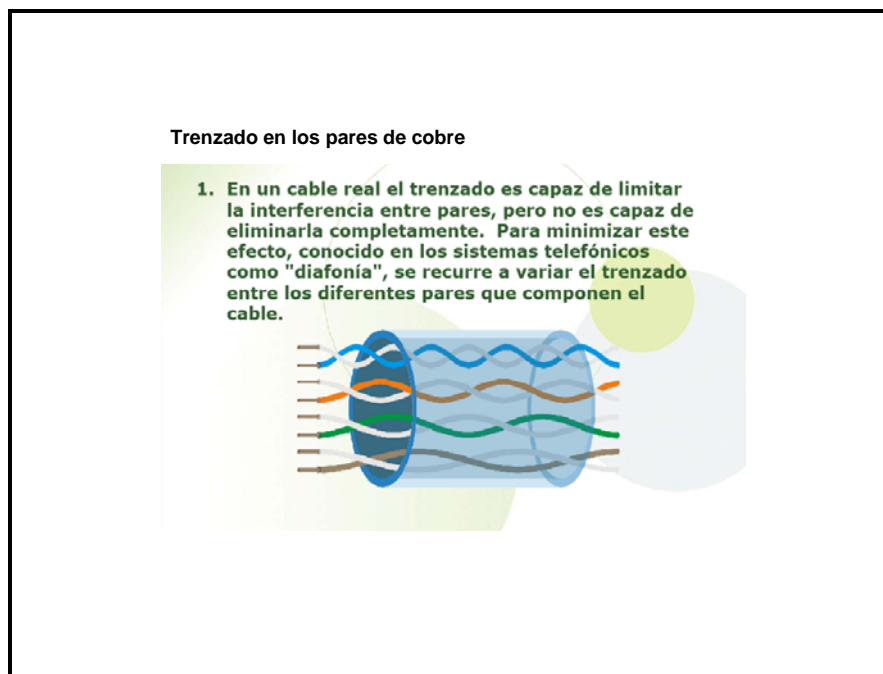 Trenzado en los pares de cobre
1. En un cable real el trenzado es capaz de limitar
la interferencia entre pares, pero no es capaz de
eliminarla completamente. Para minimizar este
efecto, conocido en los sistemas telefónicos
como "diafonía", se recurre a variar el trenzado
entre los diferentes pares que componen el
cable.